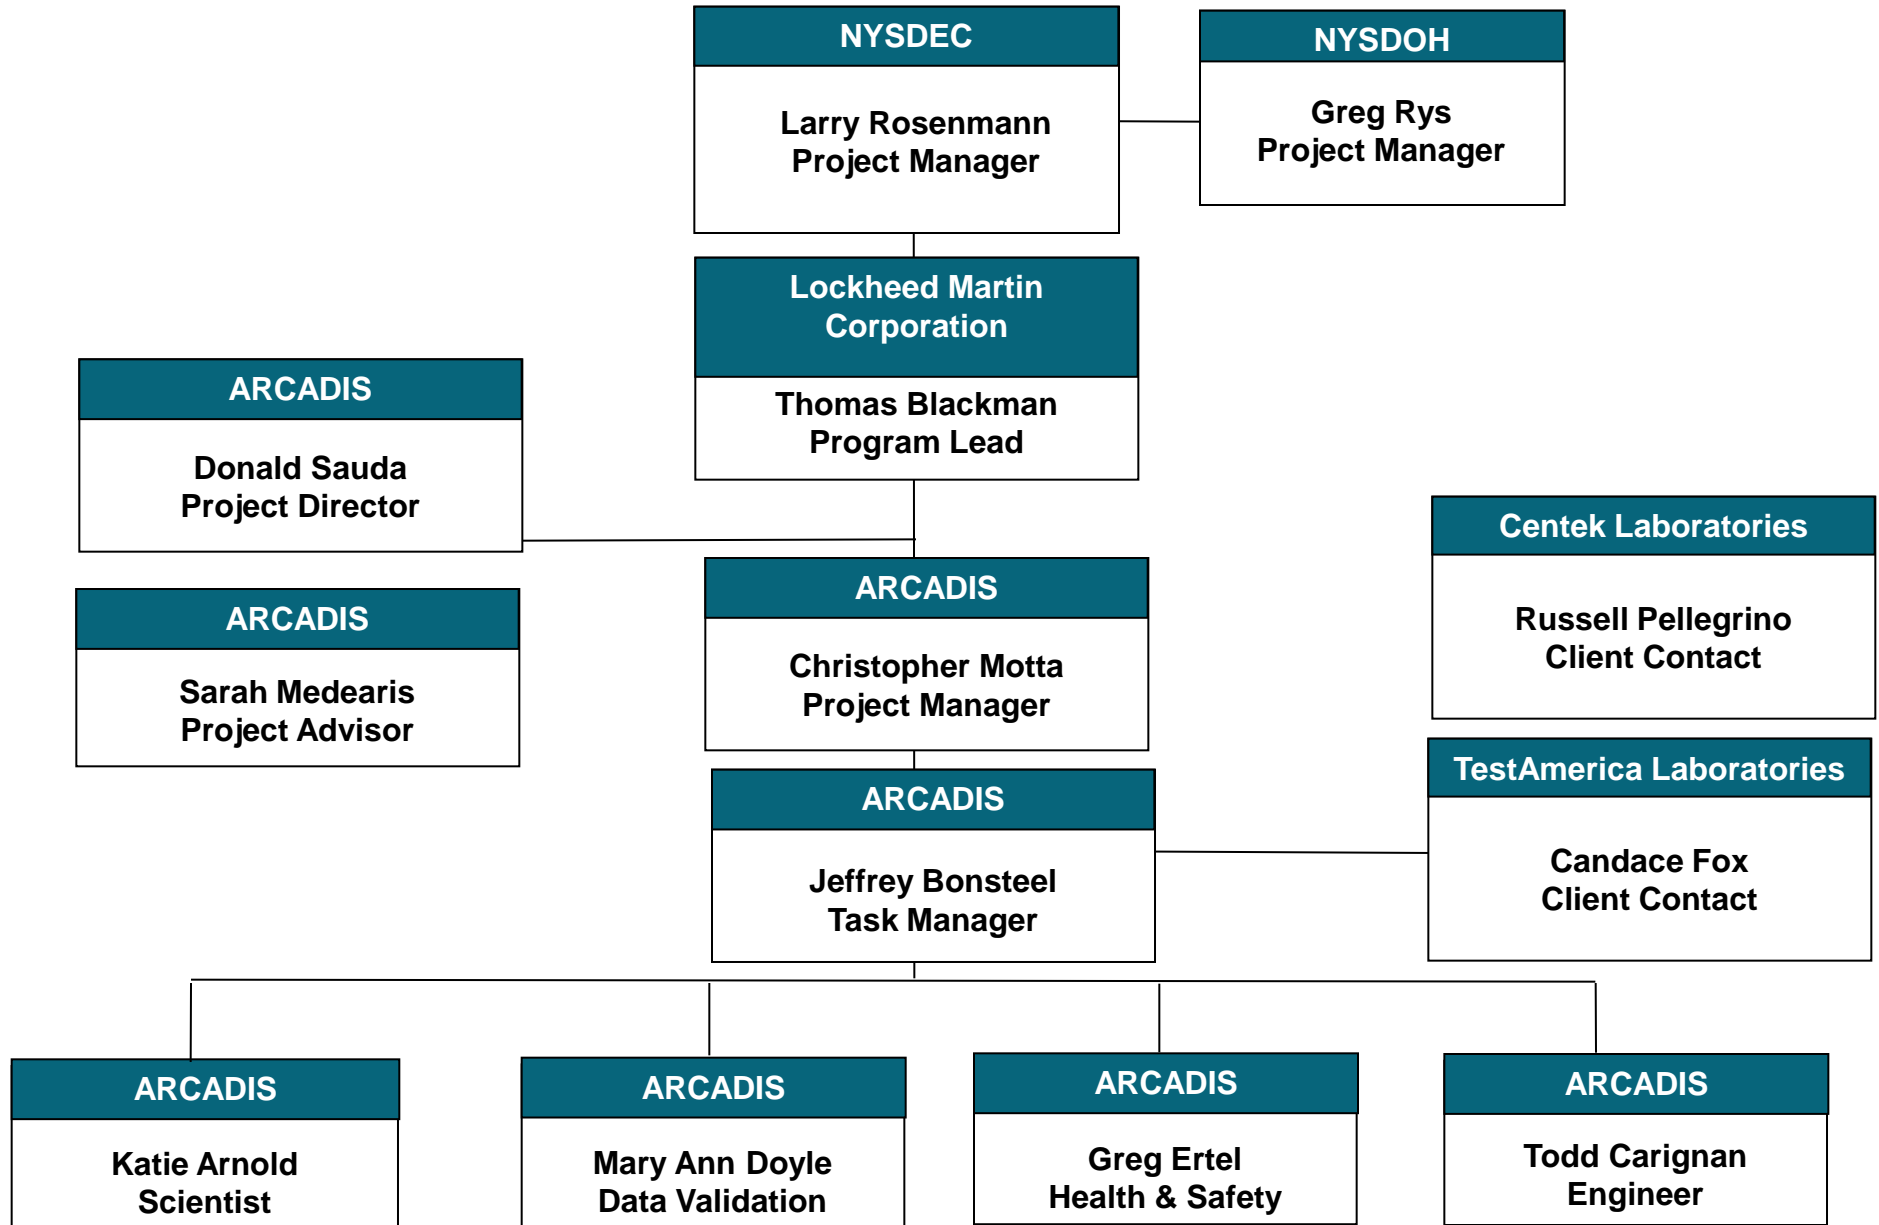 NYSDEC
Larry Rosenmann
Project Manager
NYSDOH
Greg Rys
Project Manager
Lockheed Martin
Corporation
Thomas Blackman
Program Lead
ARCADIS
Donald Sauda
Project Director
ARCADIS
Sarah Medearis
Project Advisor
ARCADIS
Christopher Motta
Project Manager
Centek Laboratories
Russell Pellegrino
Client Contact
TestAmerica Laboratories
Candace Fox
Client Contact
ARCADIS
Jeffrey Bonsteel
Task Manager
ARCADIS
Katie Arnold
Scientist
ARCADIS
Mary Ann Doyle
Data Validation
ARCADIS
Greg Ertel
Health & Safety
ARCADIS
Todd Carignan
Engineer